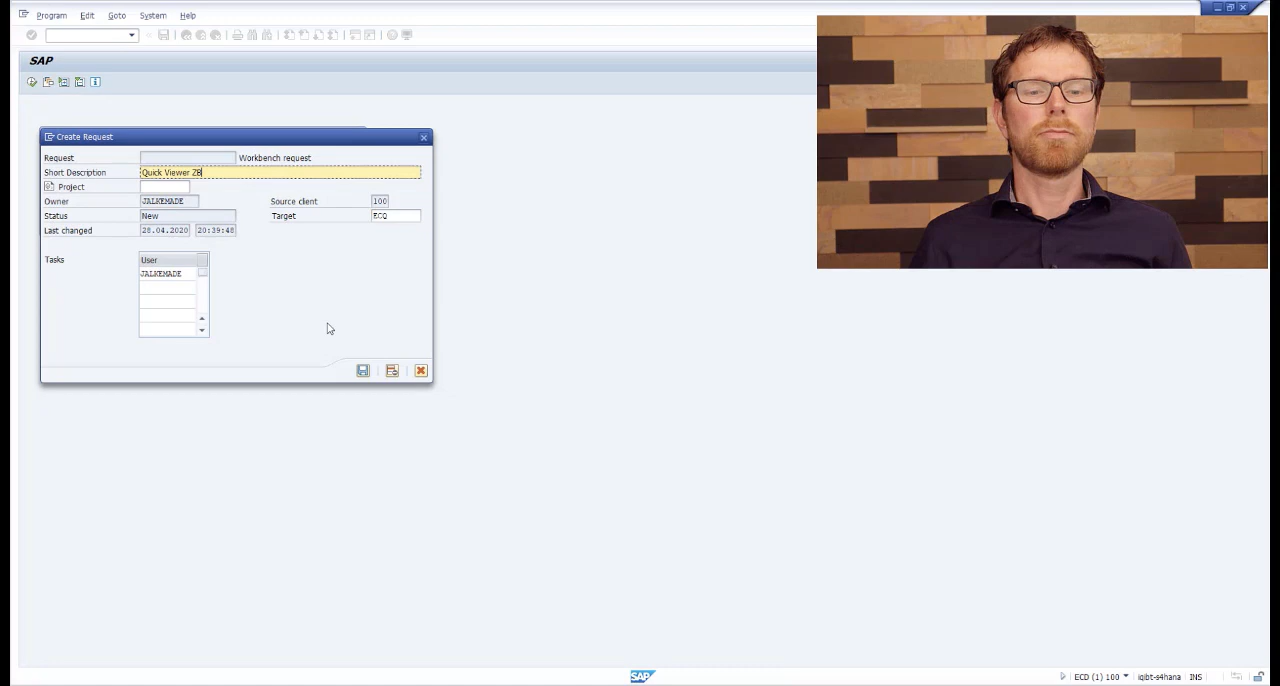 Program Edit Goto System Help
SAP
Create Request
Request Workbench request
Short Description Quick Viewer ZB
Project
Owner JALKEMADE Source client 100
Status New Target ECQ
Last changed 28.04.2020 20:39:48
Tasks User
JALKEMADE
SAP ECD (1) 100 iqibt-s4hana INS